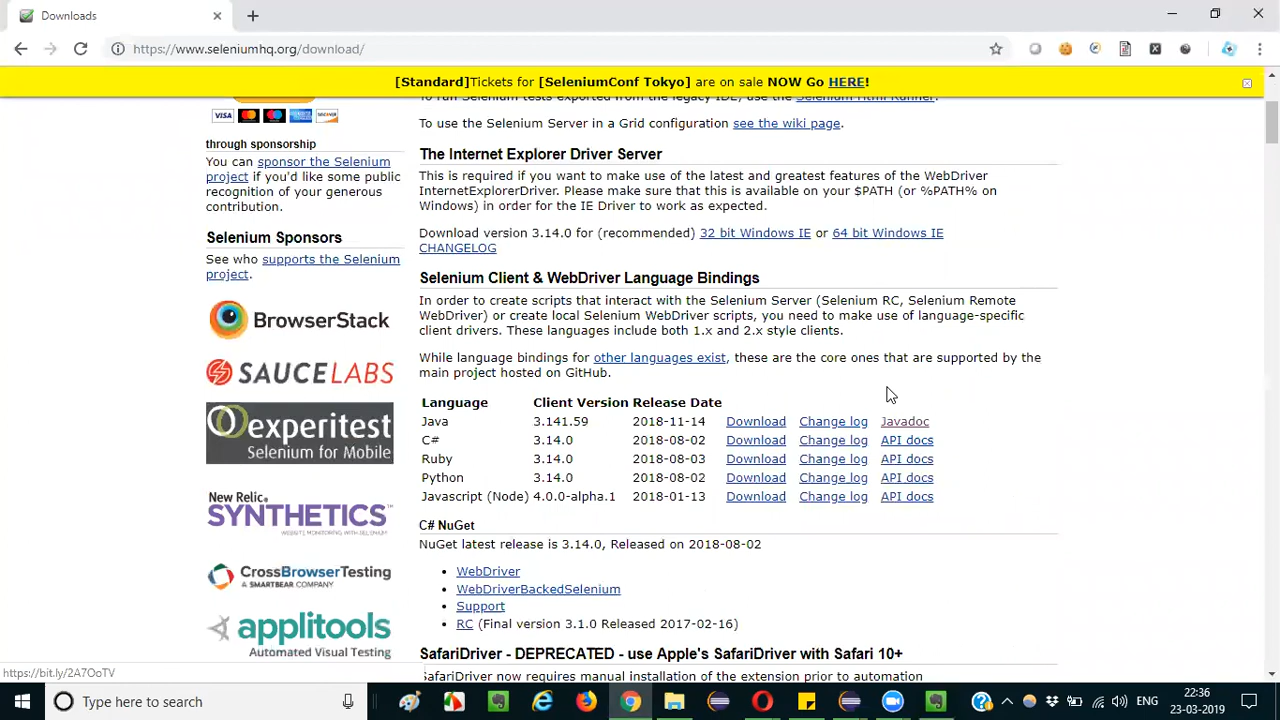 Downloads
https://www.seleniumhq.org/download/
[Standard]Tickets for [SeleniumConf Tokyo] are on sale NOW Go HERE!
To run Selenium tests exported from the legacy IDE, use the Selenium Html Runner.
VISA
To use the Selenium Server in a Grid configuration see the wiki page.
through sponsorship
You can sponsor the Selenium
project if you'd like some public
recognition of your generous
contribution.
The Internet Explorer Driver Server
This is required if you want to make use of the latest and greatest features of the WebDriver
InternetExplorerDriver. Please make sure that this is available on your $PATH (or %PATH% on
Windows) in order for the IE Driver to work as expected.
Download version 3.14.0 for (recommended) 32 bit Windows IE or 64 bit Windows IE
CHANGELOG
Selenium Sponsors
See who supports the Selenium
project.
BrowserStack
SAUCELABS
experitest
Selenium for Mobile
New Relic.
SYNTHETICS
WEBSITE MONITORING WITH SELENIUM
CROSSBROWSERTESTING
A SMARTBEAR COMPANY
applitools
Automated Visual Testing
Selenium Client & WebDriver Language Bindings
In order to create scripts that interact with the Selenium Server (Selenium RC, Selenium Remote
WebDriver) or create local Selenium WebDriver scripts, you need to make use of language-specific
client drivers. These languages include both 1.x and 2.x style clients.
While language bindings for other languages exist, these are the core ones that are supported by the
main project hosted on GitHub.
Language Client Version Release Date
Java 3.141.59 2018-11-14 Download Change log Javadoc
C# 3.14.0 2018-08-02 Download Change log API docs
Ruby 3.14.0 2018-08-03 Download Change log API docs
Python 3.14.0 2018-08-02 Download Change log API docs
Javascript (Node) 4.0.0-alpha.1 2018-01-13 Download Change log API docs
C# NuGet
NuGet latest release is 3.14.0, Released on 2018-08-02
WebDriver
WebDriverBackedSelenium
Support
RC (Final version 3.1.0 Released 2017-02-16)
SafariDriver - DEPRECATED - use Apple's SafariDriver with Safari 10+
SafariDriver now requires manual installation of the extension prior to automation
https://bit.ly/2A7OoTV
Type here to search
ENG
22:36
23-03-2019